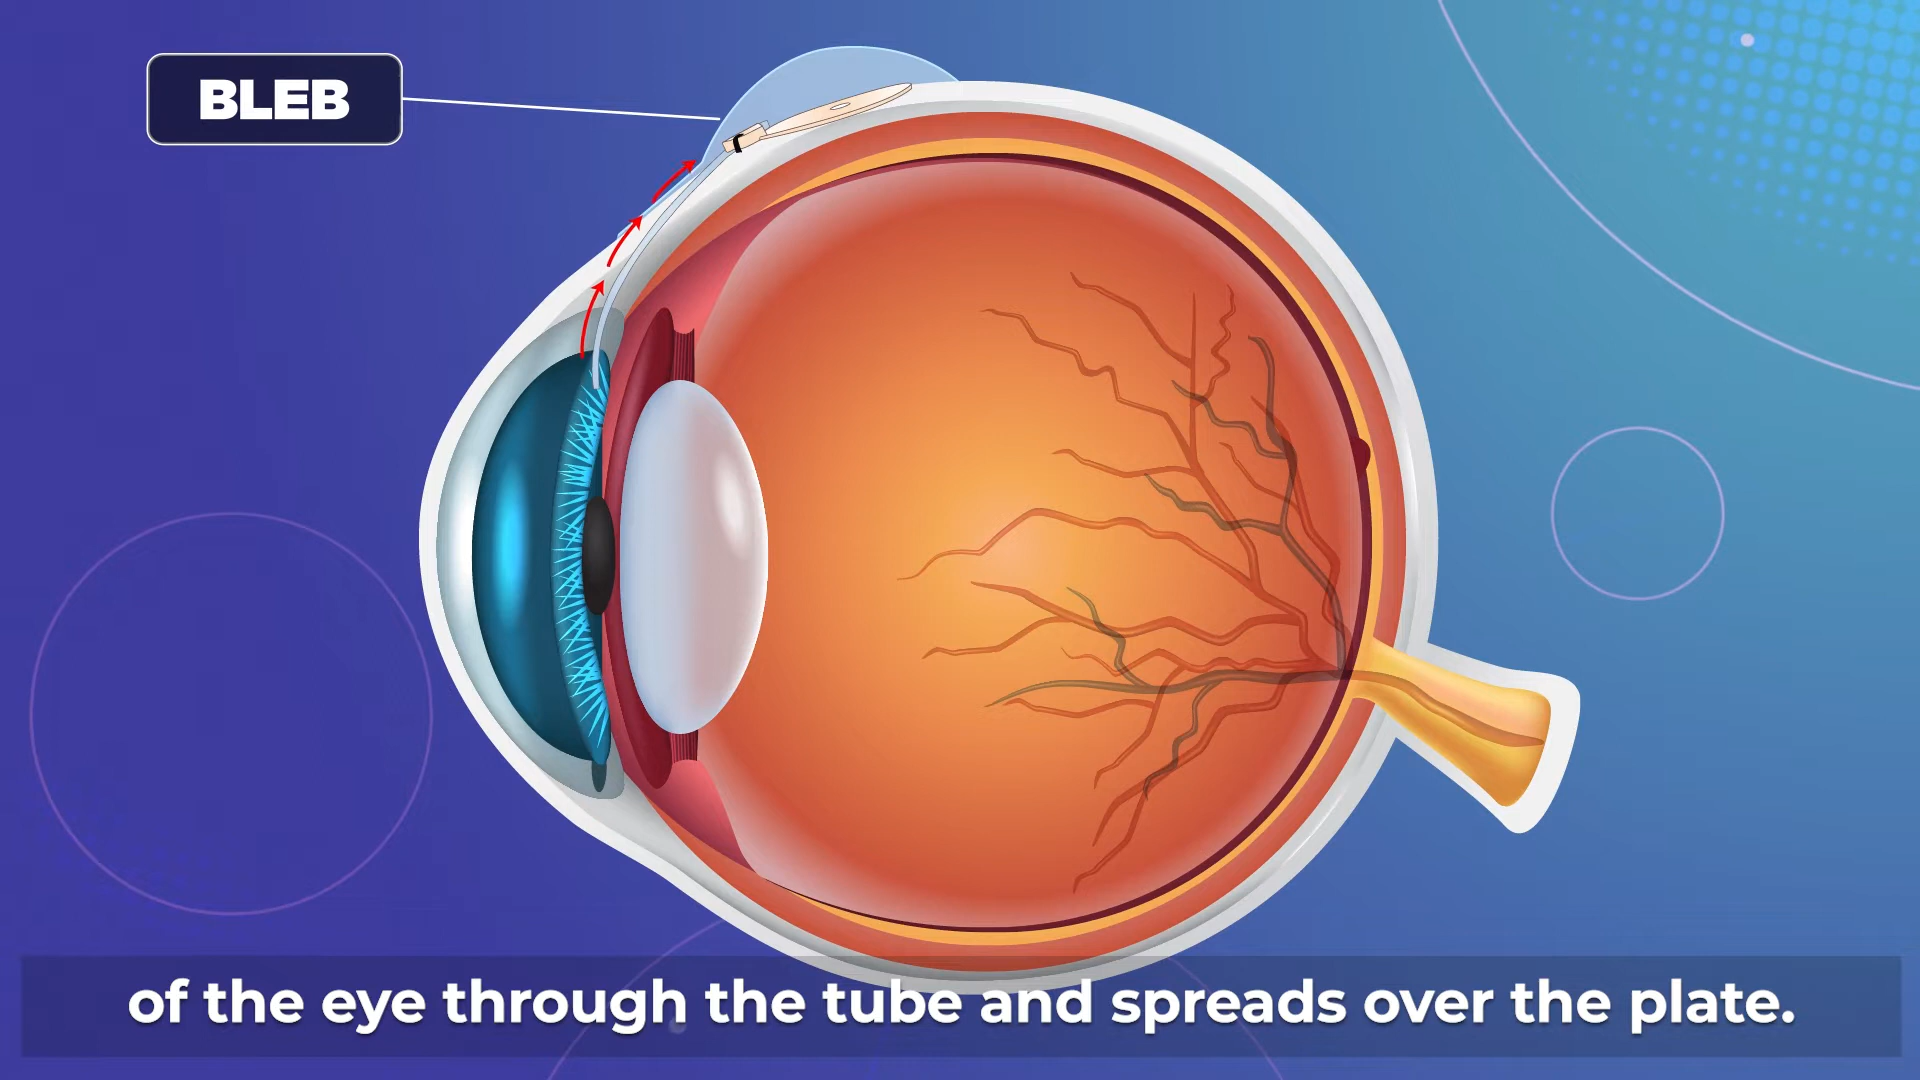 BLEB
of the eye through the tube and spreads over the plate.